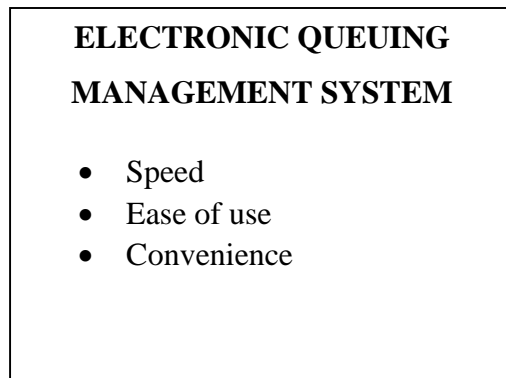 ELECTRONIC QUEUING
MANAGEMENT SYSTEM
• Speed
• Ease of use
• Convenience